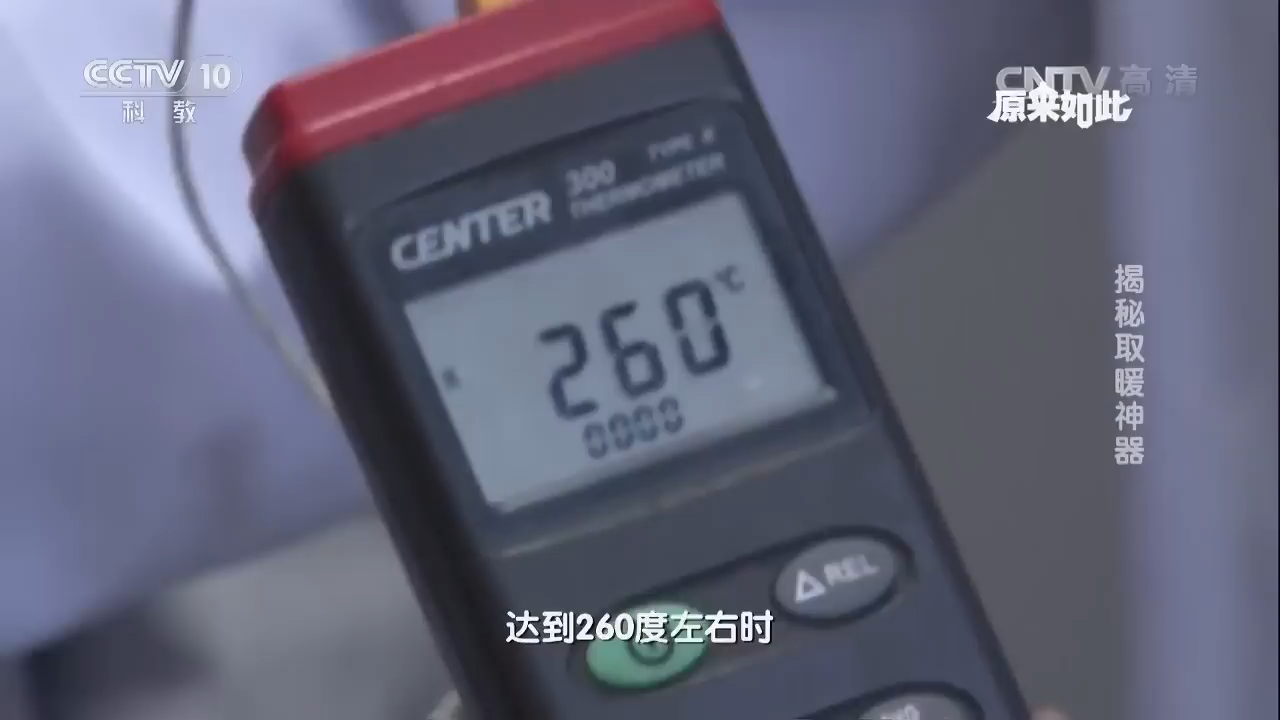 CCTV 10
科教
CNTV 高清
原来如此
CENTER
300
TYPE K
THERMOMETER
260 °C
0000
揭秘取暖神器
△ REL
达到260度左右时